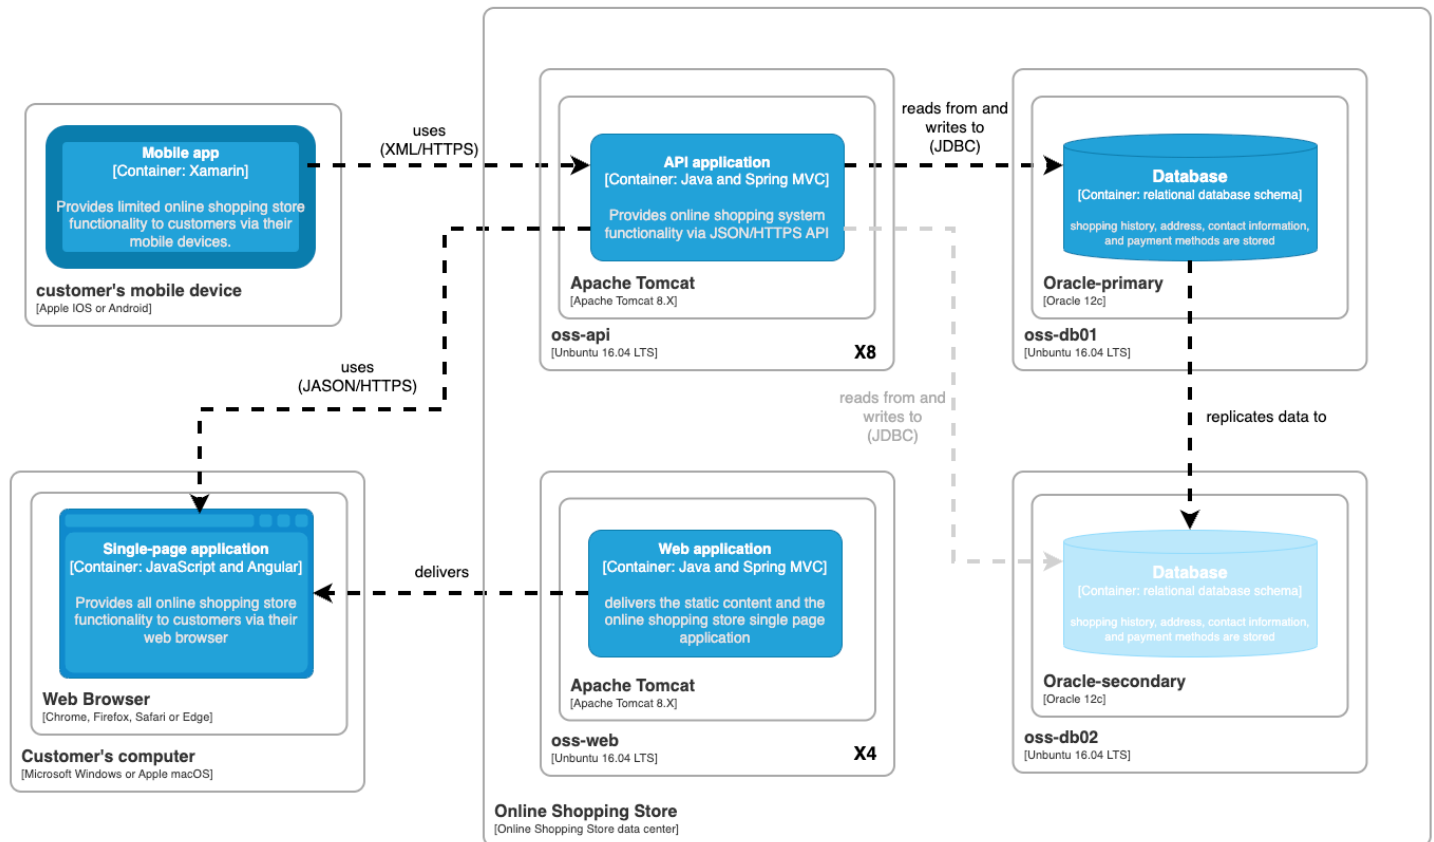 Mobile app
[Container: Xamarin]
Provides limited online shopping store
functionality to customers via their
mobile devices.
customer's mobile device
[Apple IOS or Android]
uses
(XML/HTTPS)
API application
[Container: Java and Spring MVC]
Provides online shopping system
functionality via JSON/HTTPS API
Apache Tomcat
[Apache Tomcat 8.X]
oss-api
[Unbuntu 16.04 LTS]
X8
reads from and
writes to
(JDBC)
Database
[Container: relational database schema]
shopping history, address, contact information,
and payment methods are stored
Oracle-primary
[Oracle 12c]
oss-db01
[Unbuntu 16.04 LTS]
uses
(JASON/HTTPS)
reads from and
writes to
(JDBC)
replicates data to
Single-page application
[Container: JavaScript and Angular]
Provides all online shopping store
functionality to customers via their
web browser
Web Browser
[Chrome, Firefox, Safari or Edge]
Customer's computer
[Microsoft Windows or Apple macOS]
delivers
Web application
[Container: Java and Spring MVC]
delivers the static content and the
online shopping store single page
application
Apache Tomcat
[Apache Tomcat 8.X]
oss-web
[Unbuntu 16.04 LTS]
X4
Database
[Container: relational database schema]
shopping history, address, contact information,
and payment methods are stored
Oracle-secondary
[Oracle 12c]
oss-db02
[Unbuntu 16.04 LTS]
Online Shopping Store
[Online Shopping Store data center]